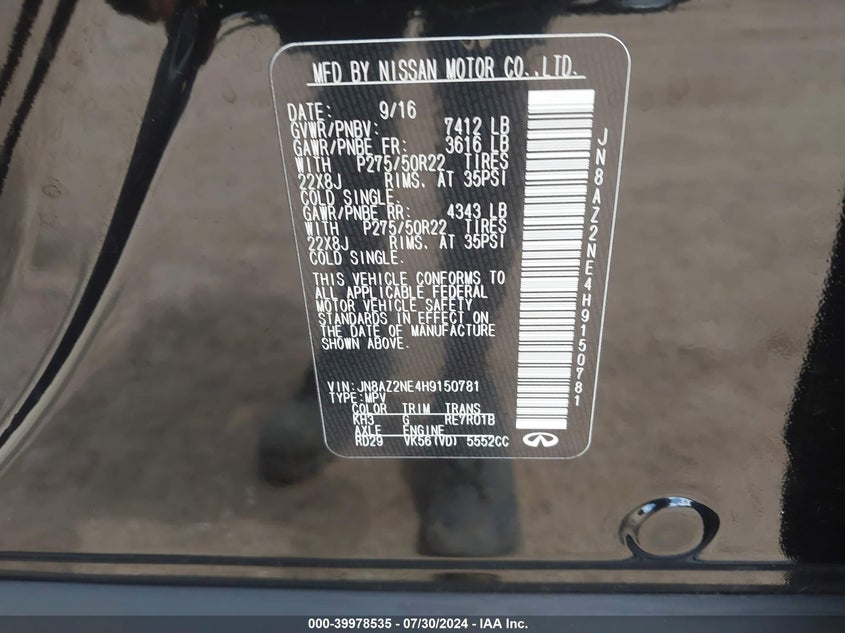 MFD BY NISSAN MOTOR CO.,LTD.
DATE: 9/16
GVWR/PNBV: 7412 LB
GAWR/PNBE FR: 3616 LB
WITH P275/50R22 TIRES
22X8J RIMS. AT 35PSI
COLD SINGLE.
GAWR/PNBE RR: 4343 LB
WITH P275/50R22 TIRES
22X8J RIMS. AT 35PSI
COLD SINGLE.
THIS VEHICLE CONFORMS TO
ALL APPLICABLE FEDERAL
MOTOR VEHICLE SAFETY
STANDARDS IN EFFECT ON
THE DATE OF MANUFACTURE
SHOWN ABOVE.
VIN:JN8AZ2NE4H9150781
TYPE:MPV
COLOR TRIM TRANS
KH3 G RE7R01B
AXLE ENGINE
RD29 VK56(VD) 5552CC
JN8AZ2NE4H9150781
000-39978535 - 07/30/2024 - IAA Inc.